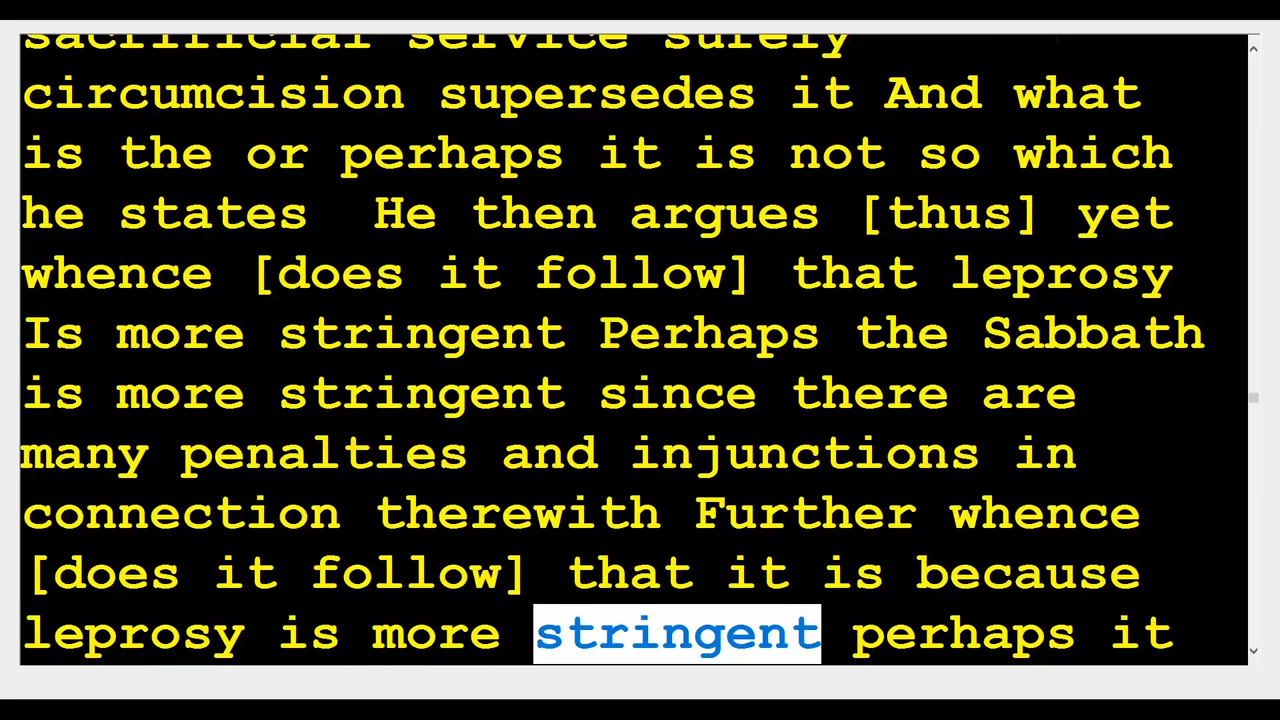 sacrificial service surely
circumcision supersedes it And what
is the or perhaps it is not so which
he states  He then argues [thus] yet
whence [does it follow] that leprosy
Is more stringent Perhaps the Sabbath
is more stringent since there are
many penalties and injunctions in
connection therewith Further whence
[does it follow] that it is because
leprosy is more stringent perhaps it